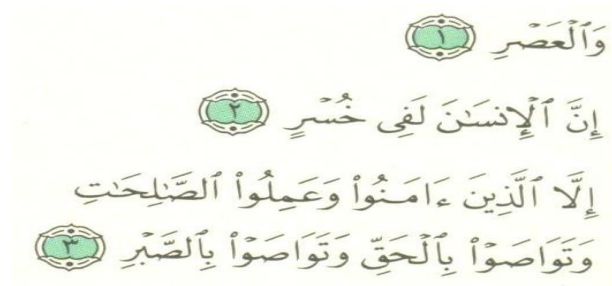 وَٱلۡعَصۡرِ ١
إِنَّ ٱلۡإِنسَٰنَ لَفِى خُسۡرٍ ٢
إِلَّا ٱلَّذِينَ ءَامَنُواْ وَعَمِلُواْ ٱلصَّٰلِحَٰتِ
وَتَوَاصَوۡاْ بِٱلۡحَقِّ وَتَوَاصَوۡاْ بِٱلصَّبۡرِ ٣